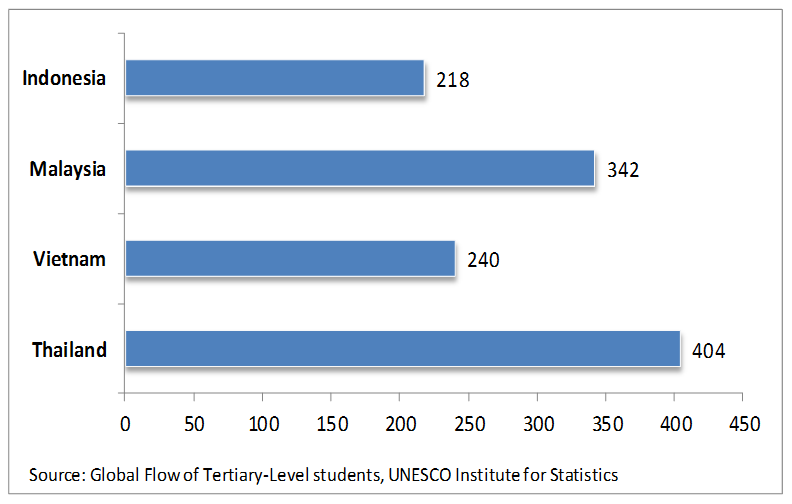 Indonesia 218
Malaysia 342
Vietnam 240
Thailand 404
0 50 100 150 200 250 300 350 400 450
Source: Global Flow of Tertiary-Level students, UNESCO Institute for Statistics